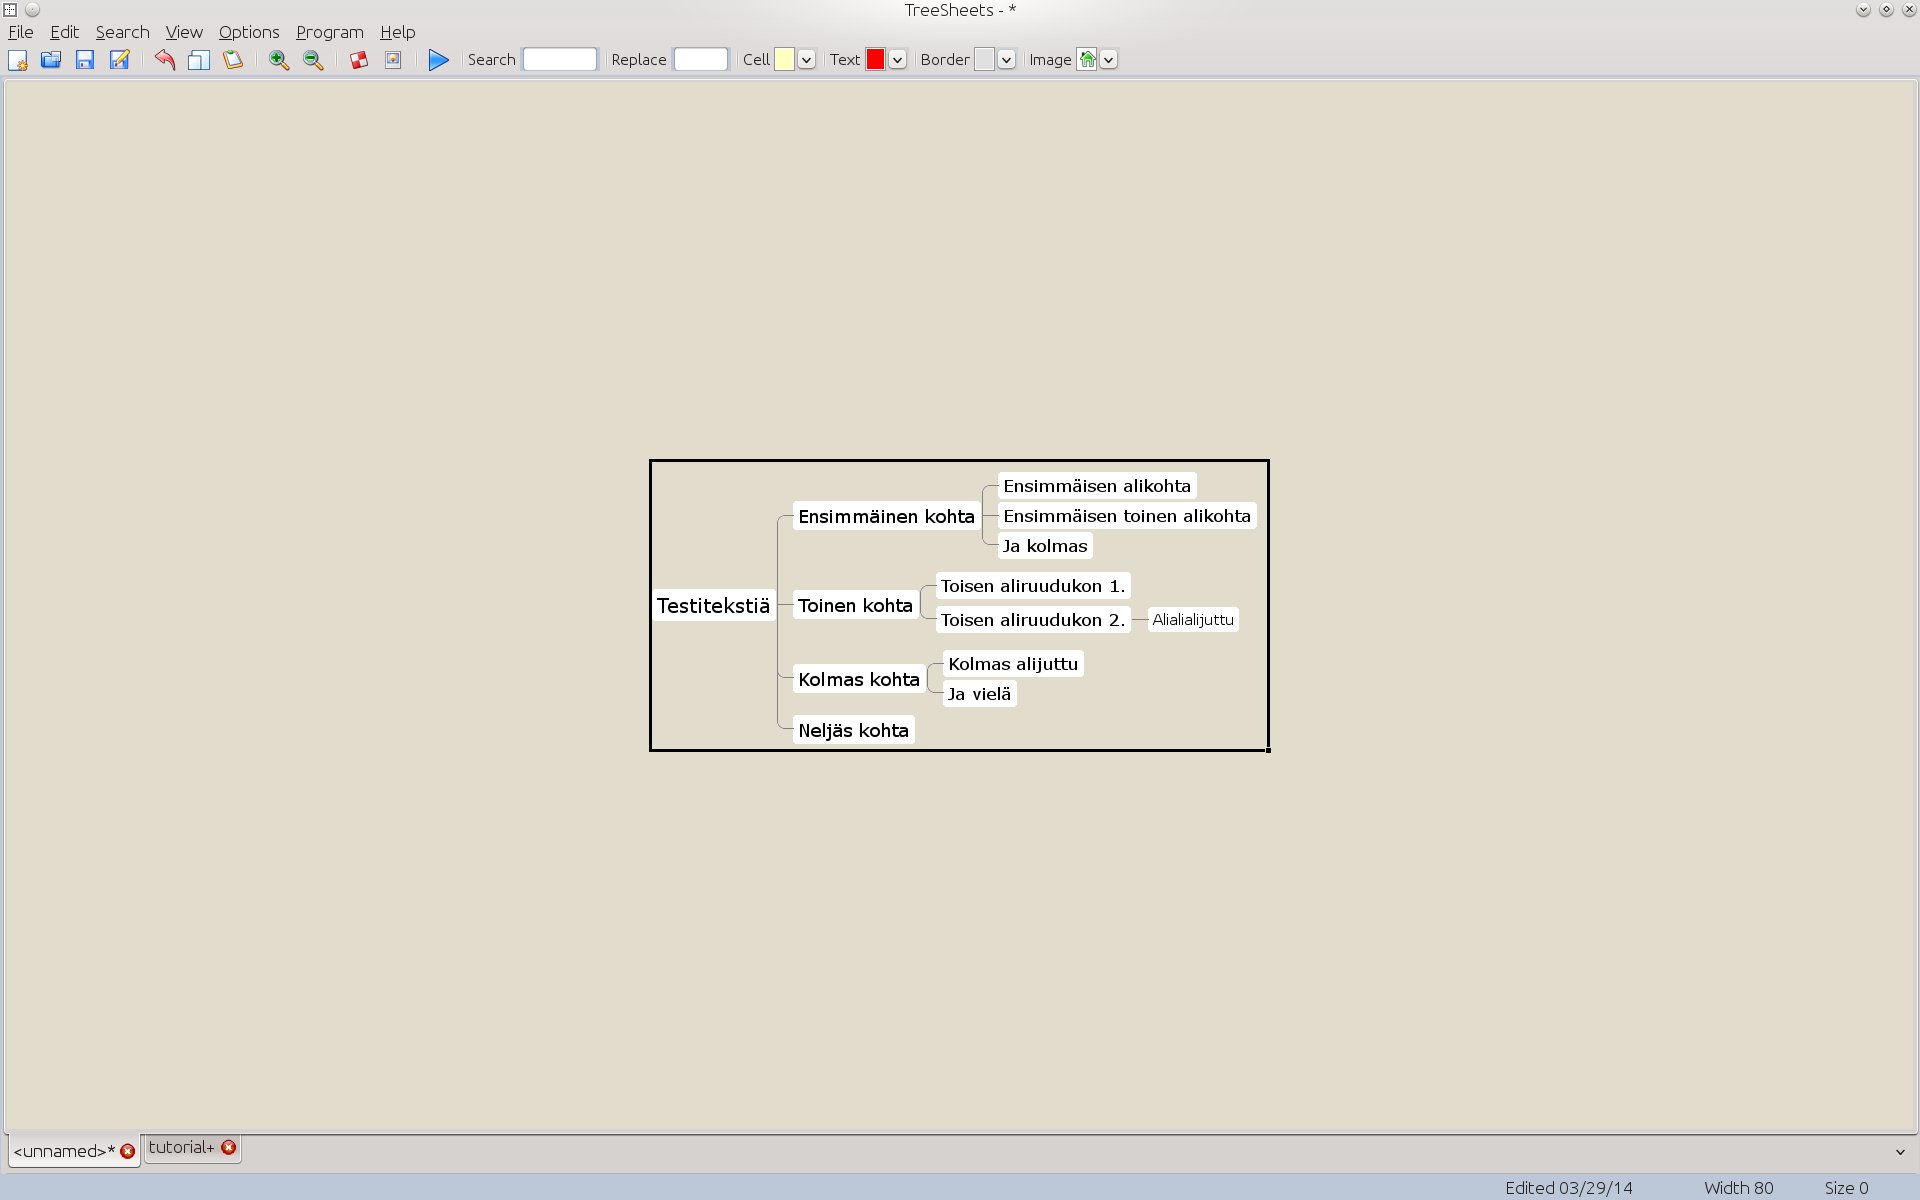 TreeSheets - *
File Edit Search View Options Program Help
Search Replace Cell Text Border Image
Ensimmäisen alikohta
Ensimmäinen kohta Ensimmäisen toinen alikohta
Ja kolmas
Toisen aliruudukon 1.
Testitekstiä Toinen kohta
Toisen aliruudukon 2. Alialialijuttu
Kolmas alijuttu
Kolmas kohta
Ja vielä
Neljäs kohta
<unnamed>* tutorial+
Edited 03/29/14 Width 80 Size 0